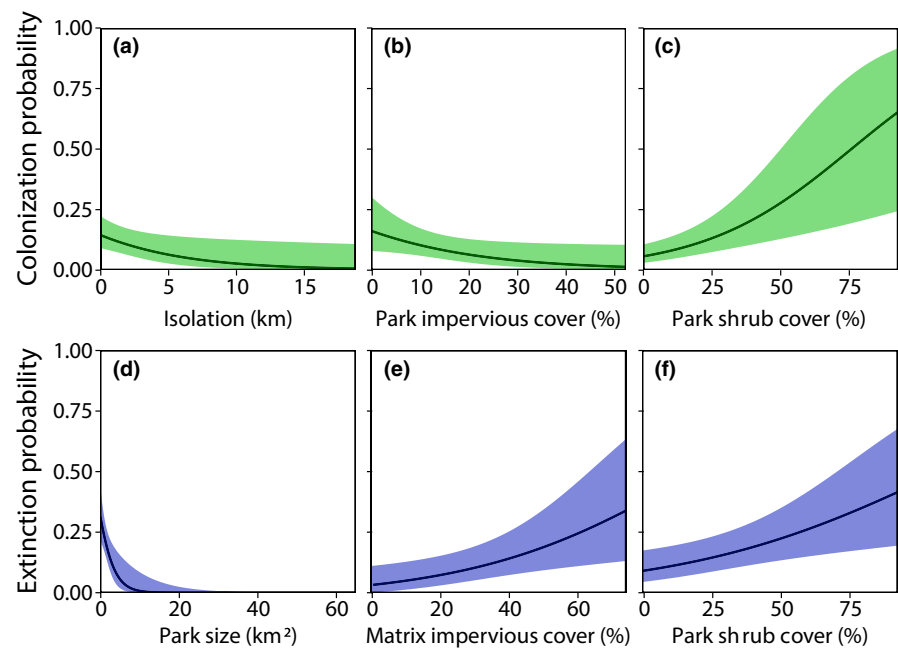 (a) (b) (c)
Colonization probability
1.00
0.75
0.50
0.25
0.00
0 5 10 15
0 10 20 30 40 50
0 25 50 75
Isolation (km)
Park impervious cover (%)
Park shrub cover (%)
(d) (e) (f)
Extinction probability
1.00
0.75
0.50
0.25
0.00
0 20 40 60
0 20 40 60
0 25 50 75
Park size (km²)
Matrix impervious cover (%)
Park shrub cover (%)